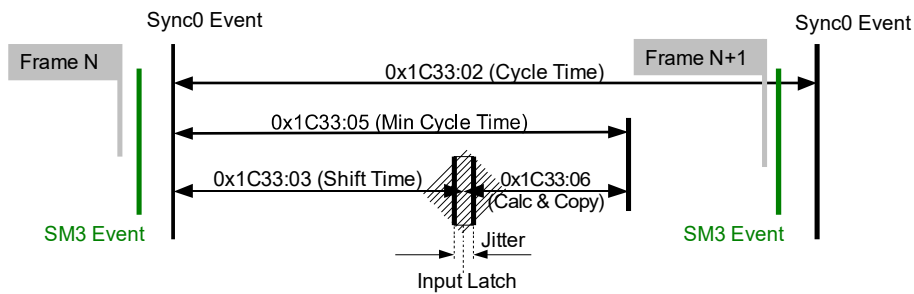 Sync0 Event
Sync0 Event
Frame N
Frame N+1
0x1C33:02 (Cycle Time)
0x1C33:05 (Min Cycle Time)
0x1C33:03 (Shift Time)
0x1C33:06
(Calc & Copy)
SM3 Event
SM3 Event
Jitter
Input Latch